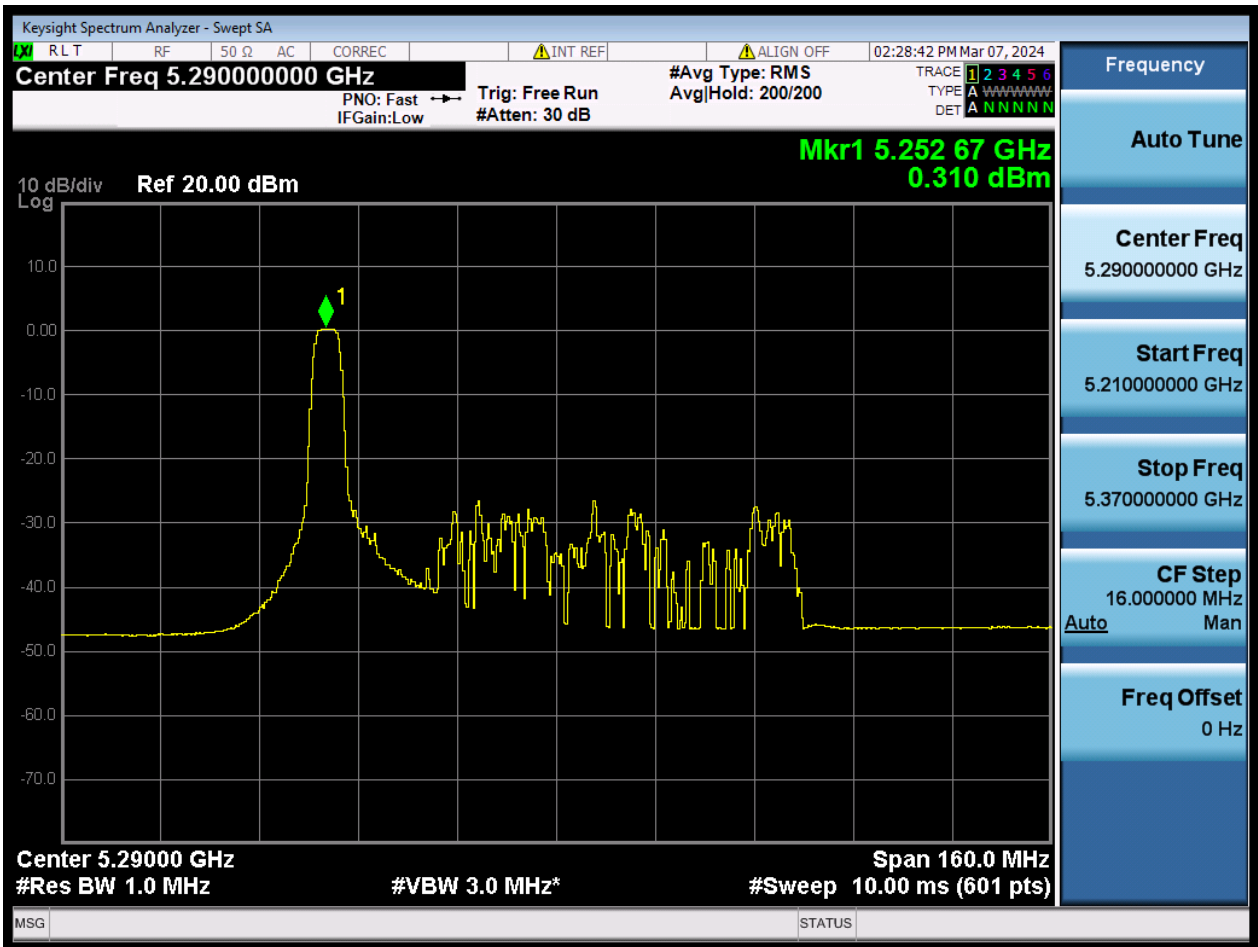 Keysight Spectrum Analyzer - Swept SA
LXI RLT RF 50 Ω AC CORREC INT REF ALIGN OFF 02:28:42 PM Mar 07, 2024
Center Freq 5.290000000 GHz
PNO: Fast
IFGain:Low
Trig: Free Run
#Atten: 30 dB
#Avg Type: RMS
Avg|Hold: 200/200
TRACE 1 2 3 4 5 6
TYPE A WWWWW
DET A N N N N N
Mkr1 5.252 67 GHz
0.310 dBm
10 dB/div Ref 20.00 dBm
Log
1
10.0
0.00
-10.0
-20.0
-30.0
-40.0
-50.0
-60.0
-70.0
Center 5.29000 GHz Span 160.0 MHz
#Res BW 1.0 MHz #VBW 3.0 MHz* #Sweep 10.00 ms (601 pts)
MSG STATUS
Frequency
Auto Tune
Center Freq
5.290000000 GHz
Start Freq
5.210000000 GHz
Stop Freq
5.370000000 GHz
CF Step
16.000000 MHz
Auto Man
Freq Offset
0 Hz